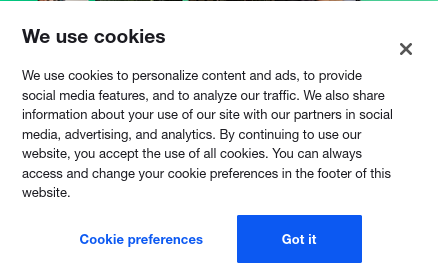 We use cookies
We use cookies to personalize content and ads, to provide
social media features, and to analyze our traffic. We also share
information about your use of our site with our partners in social
media, advertising, and analytics. By continuing to use our
website, you accept the use of all cookies. You can always
access and change your cookie preferences in the footer of this
website.
Cookie preferences Got it